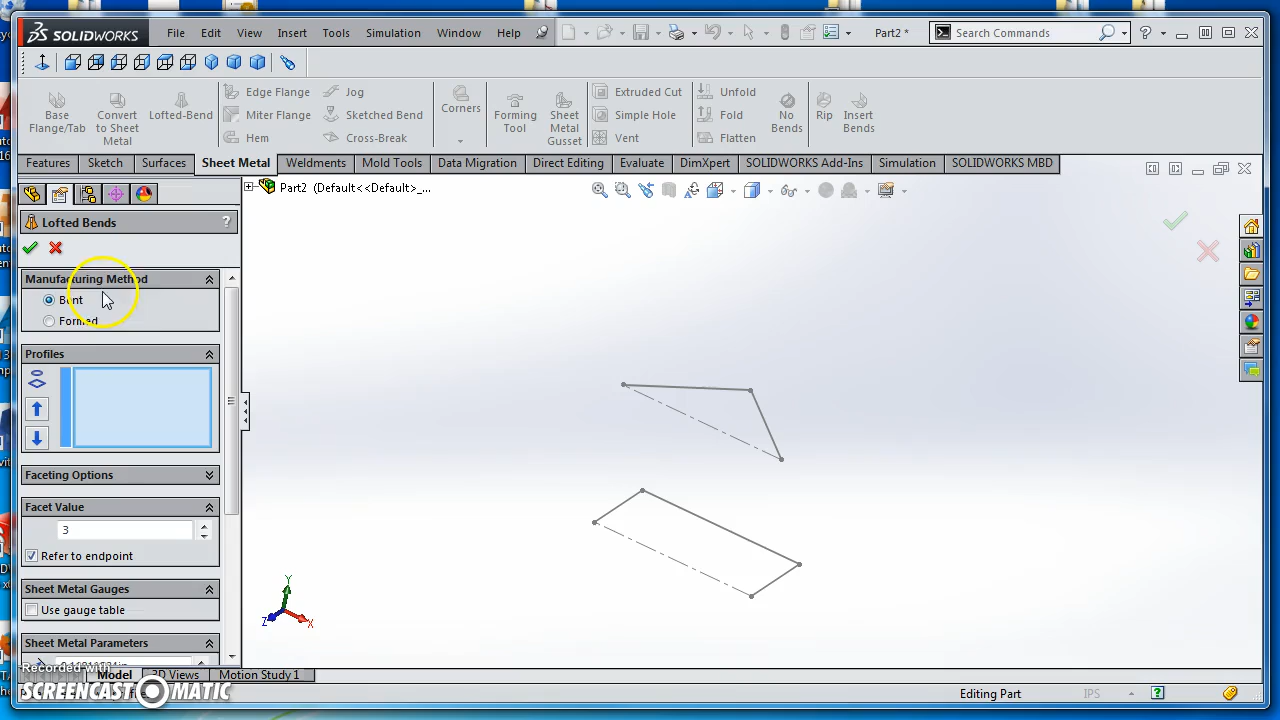 SOLIDWORKS File Edit View Insert Tools Simulation Window Help Part2 * Search Commands
Base Flange/Tab
Convert to Sheet Metal
Lofted-Bend
Edge Flange
Miter Flange
Hem
Jog
Sketched Bend
Cross-Break
Corners
Forming Tool
Sheet Metal Gusset
Extruded Cut
Simple Hole
Vent
Unfold
Fold
Flatten
No Bends
Rip
Insert Bends
Features Sketch Surfaces Sheet Metal Weldments Mold Tools Data Migration Direct Editing Evaluate DimXpert SOLIDWORKS Add-Ins Simulation SOLIDWORKS MBD
Part2 (Default<<Default>_...
Lofted Bends ?
Manufacturing Method
Bent
Formed
Profiles
Faceting Options
Facet Value
3
Refer to endpoint
Sheet Metal Gauges
Use gauge table
Sheet Metal Parameters
Y
Z
X
Recorded with
SCREENCAST MATIC
Model 3D Views Motion Study 1
Editing Part IPS